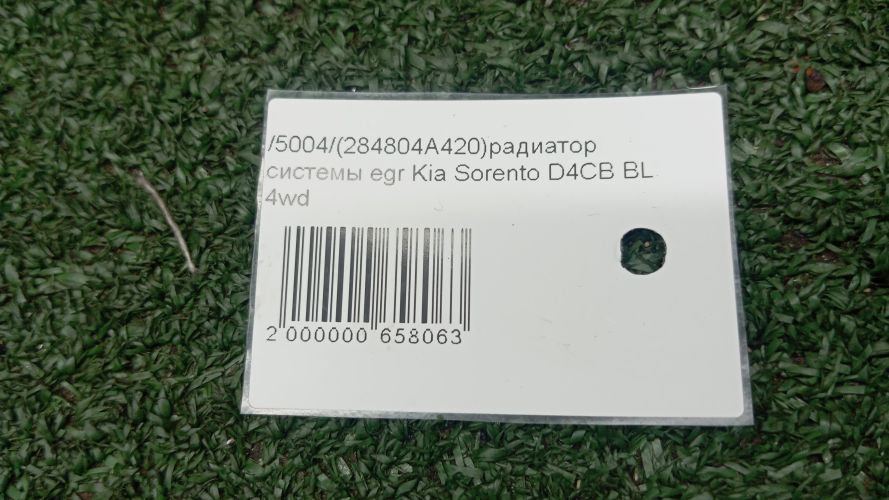 /5004/(284804A420)радиатор
системы egr Kia Sorento D4CB BL
4wd
2 000000 658063